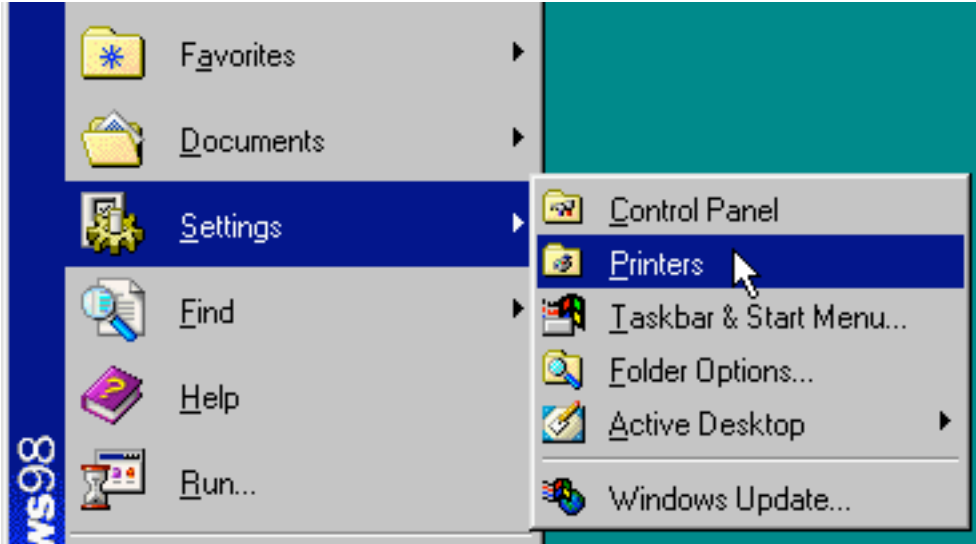 Favorites
Documents
Settings
Find
Help
Run...
ws98
Control Panel
Printers
Taskbar & Start Menu...
Folder Options...
Active Desktop
Windows Update...